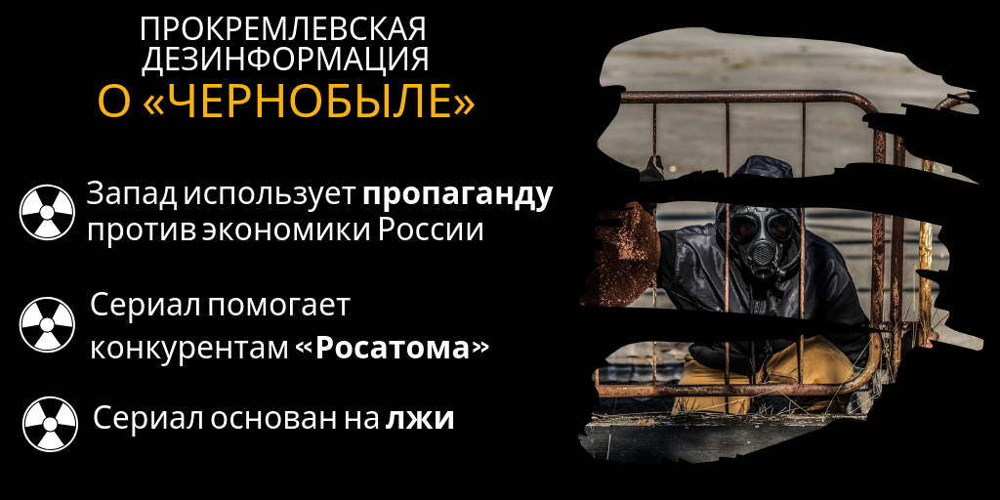 ПРОКРЕМЛЕВСКАЯ
ДЕЗИНФОРМАЦИЯ
О «ЧЕРНОБЫЛЕ»
Запад использует пропаганду
против экономики России
Сериал помогает
конкурентам «Росатома»
Сериал основан на лжи